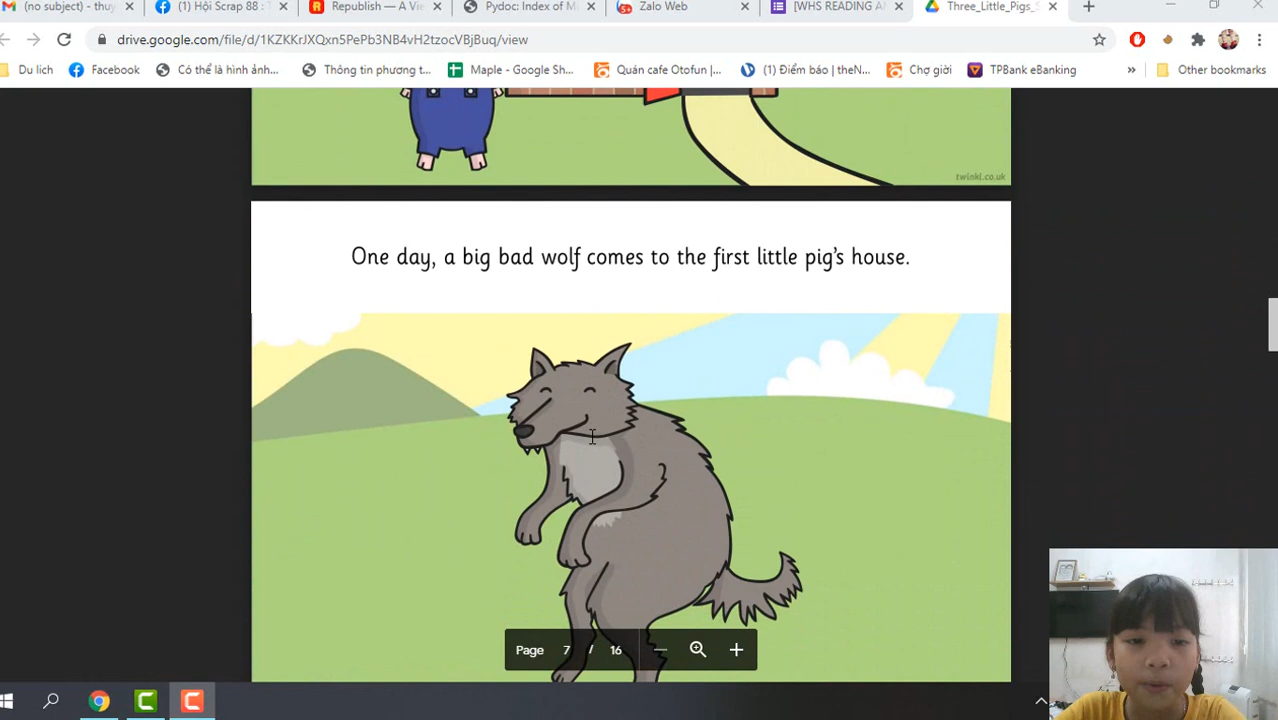 (no subject) - thuy
(1) Hội Scrap 88 : T
Republish — A Vie
Pydoc: Index of M
Zalo Web
[WHS READING A
Three_Little_Pigs_S
drive.google.com/file/d/1KZKKrJXQxn5PePb3NB4vH2tzocVBjBuq/view
Du lich
Facebook
Có thể là hình ảnh...
Thông tin phương t...
Maple - Google Sh...
Quán cafe Otofun |...
(1) Điểm báo | theN...
Chợ giời
TPBank eBanking
Other bookmarks
twinkl.co.uk
One day, a big bad wolf comes to the first little pig's house.
Page 7 / 16